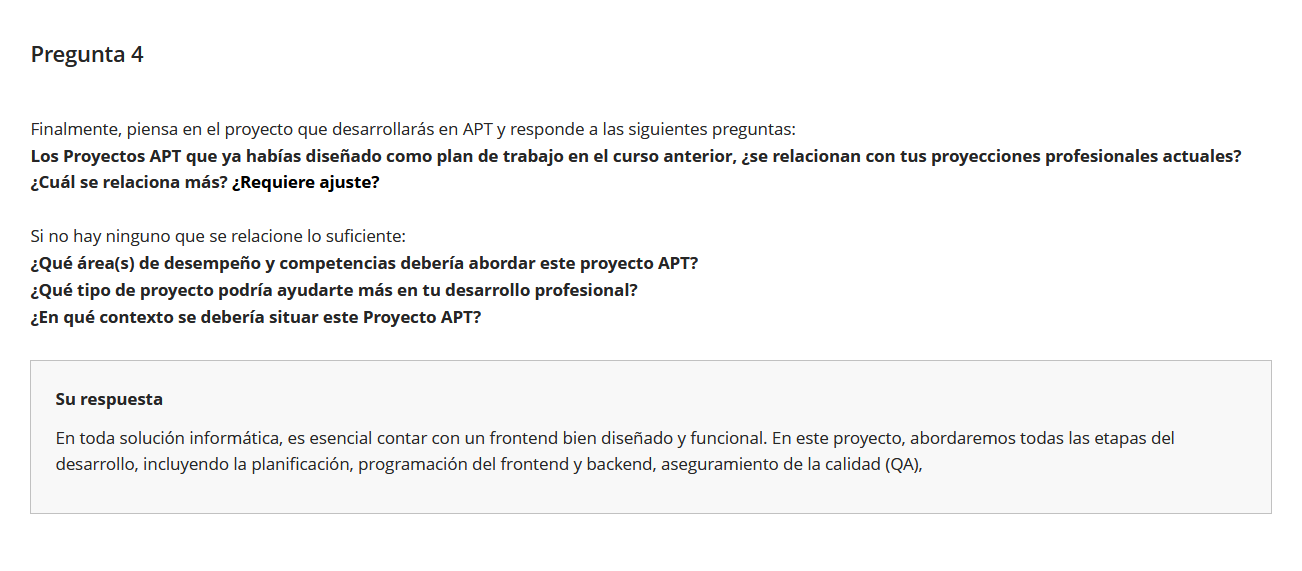 Pregunta 4
Finalmente, piensa en el proyecto que desarrollarás en APT y responde a las siguientes preguntas:
Los Proyectos APT que ya habías diseñado como plan de trabajo en el curso anterior, ¿se relacionan con tus proyecciones profesionales actuales?
¿Cuál se relaciona más? ¿Requiere ajuste?
Si no hay ninguno que se relacione lo suficiente:
¿Qué área(s) de desempeño y competencias debería abordar este proyecto APT?
¿Qué tipo de proyecto podría ayudarte más en tu desarrollo profesional?
¿En qué contexto se debería situar este Proyecto APT?
Su respuesta
En toda solución informática, es esencial contar con un frontend bien diseñado y funcional. En este proyecto, abordaremos todas las etapas del
desarrollo, incluyendo la planificación, programación del frontend y backend, aseguramiento de la calidad (QA),